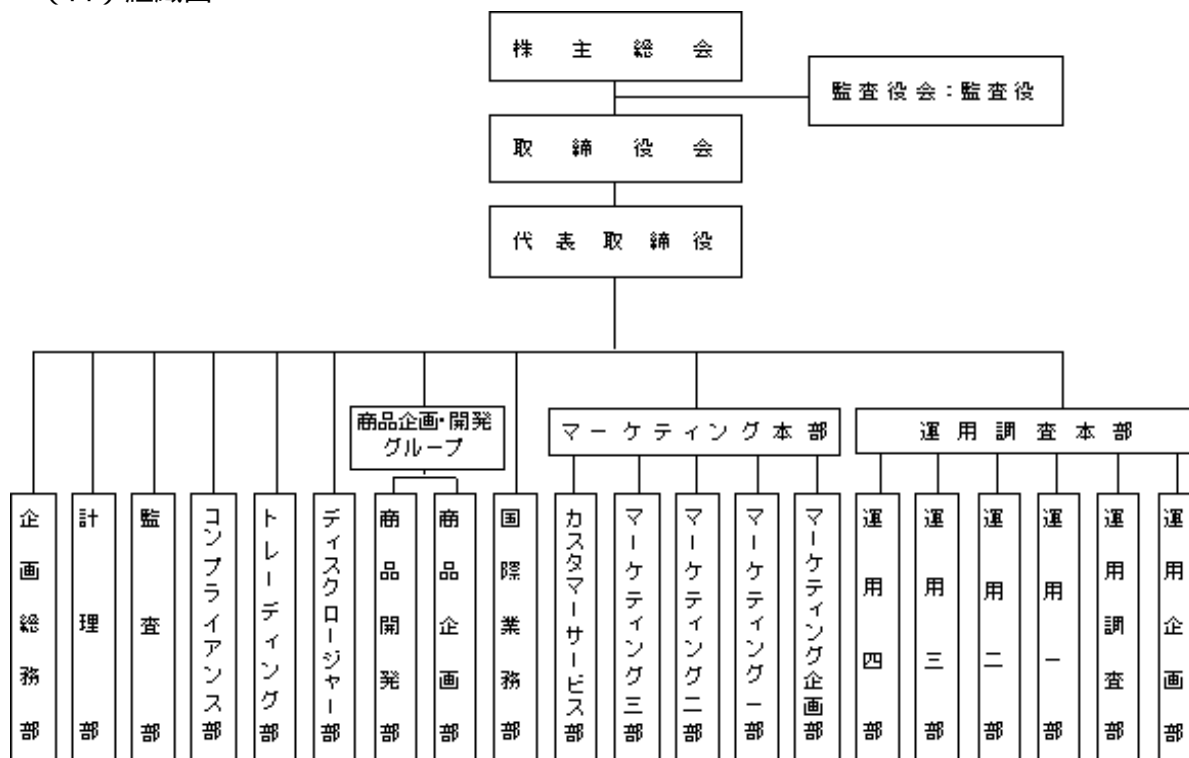 株主総会
監査役会：監査役
取締役会
代表取締役
商品企画・開発
グループ
マーケティング本部
運用調査本部
企画総務部
計理部
監査部
コンプライアンス部
トレーディング部
ディスクロージャー部
商品開発部
商品企画部
国際業務部
カスタマーサービス部
マーケティング三部
マーケティング二部
マーケティング一部
マーケティング企画部
運用四部
運用三部
運用二部
運用一部
運用調査部
運用企画部